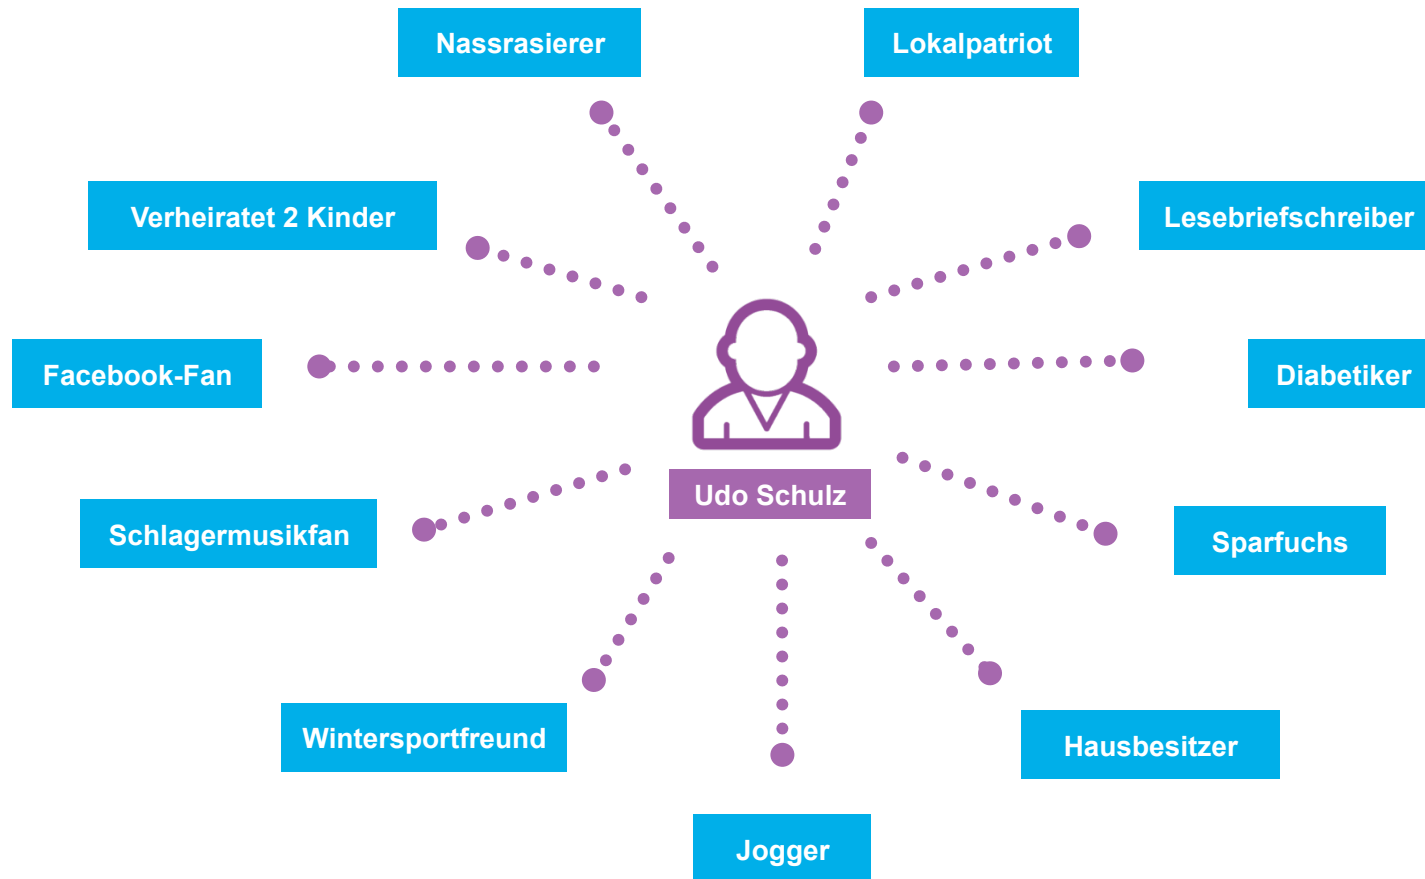 Nassrasierer
Lokalpatriot
Verheiratet 2 Kinder
Lesebriefschreiber
Facebook-Fan
Diabetiker
Udo Schulz
Schlagermusikfan
Sparfuchs
Wintersportfreund
Hausbesitzer
Jogger